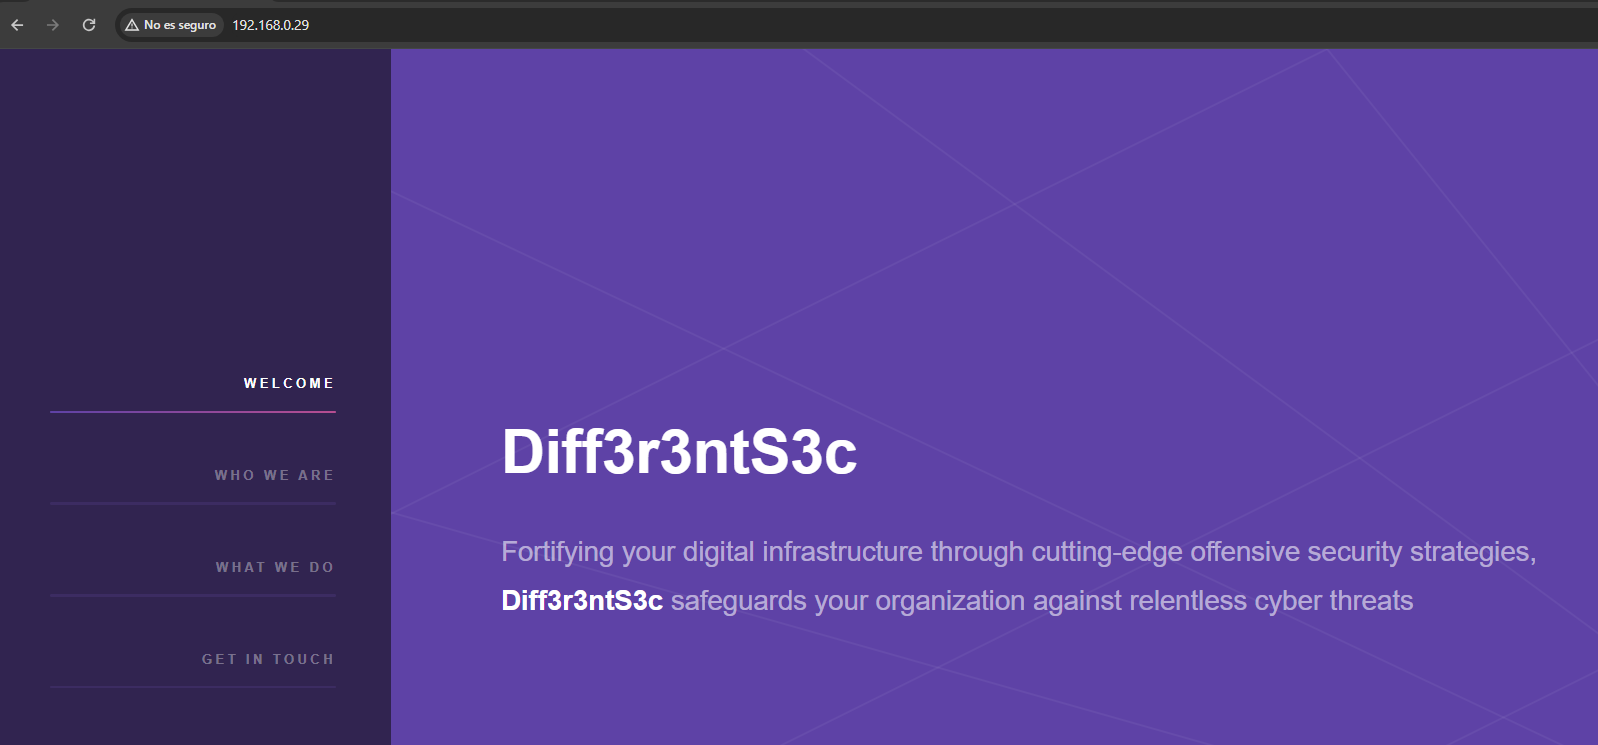 No es seguro 192.168.0.29
WELCOME
WHO WE ARE
WHAT WE DO
GET IN TOUCH
Diff3r3ntS3c
Fortifying your digital infrastructure through cutting-edge offensive security strategies,
Diff3r3ntS3c safeguards your organization against relentless cyber threats